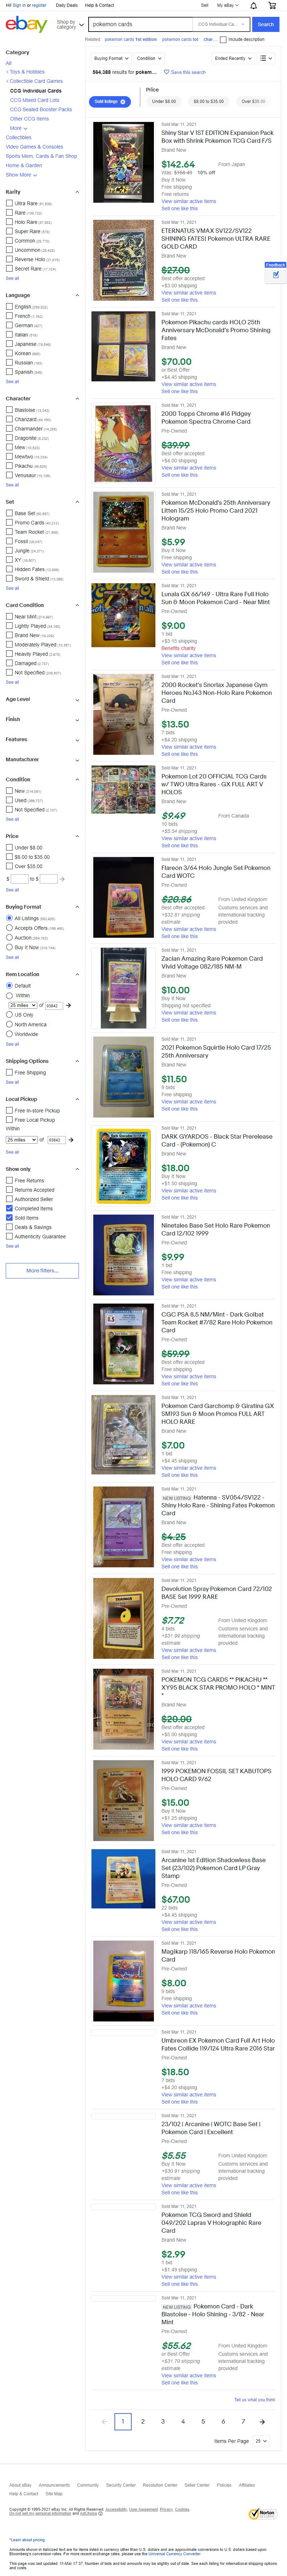 Hi! Sign in or register
Daily Deals
Help & Contact
Sell
My eBay
ebay
Shop by category
pokemon cards
CCG Individual Ca...
Search
Related: pokemon cards 1st edition pokemon cards lot char...
Include description
Category
All
Toys & Hobbies
Collectible Card Games
CCG Individual Cards
CCG Mixed Card Lots
CCG Sealed Booster Packs
Other CCG Items
More
Collectibles
Video Games & Consoles
Sports Mem, Cards & Fan Shop
Home & Garden
Show More
Rarity
Ultra Rare
Rare
Holo Rare
Super Rare
Common
Uncommon
Reverse Holo
Secret Rare
See all
Language
English
French
German
Italian
Japanese
Korean
Russian
Spanish
See all
Character
Blastoise
Charizard
Charmander
Dragonite
Mew
Mewtwo
Pikachu
Venusaur
See all
Set
Base Set
Promo Cards
Team Rocket
Fossil
Jungle
XY
Hidden Fates
Sword & Shield
See all
Card Condition
Near Mint
Lightly Played
Brand New
Moderately Played
Heavily Played
Damaged
Not Specified
See all
Age Level
Finish
Features
Manufacturer
Condition
New
Used
Not Specified
See all
Price
Under $8.00
$8.00 to $35.00
Over $35.00
$ to $
See all
Buying Format
All Listings
Accepts Offers
Auction
Buy It Now
See all
Item Location
Default
Within
25 miles of
US Only
North America
Worldwide
See all
Shipping Options
Free Shipping
See all
Local Pickup
Free In-store Pickup
Free Local Pickup
Within
25 miles of
See all
Show only
Free Returns
Returns Accepted
Authorized Seller
Completed Items
Sold Items
Deals & Savings
Authenticity Guarantee
See all
More filters...
Buying Format
Condition
Ended Recently
564,388 results for pokem...
Save this search
Price
Sold listings
Under $8.00
$8.00 to $35.00
Over $35.00
Feedback
Sold Mar 11, 2021
Shiny Star V 1ST EDITION Expansion Pack Box with Shrink Pokemon TCG Card F/S
Brand New
$142.64
From Japan
10% off
Buy It Now
Free shipping
Free returns
View similar active items
Sell one like this
Sold Mar 11, 2021
ETERNATUS VMAX SV122/SV122 SHINING FATES| Pokemon ULTRA RARE GOLD CARD
Brand New
$27.00
Best offer accepted
+$3.00 shipping
View similar active items
Sell one like this
Sold Mar 11, 2021
Pokemon Pikachu cards HOLO 25th Anniversary McDonald's Promo Shining Fates
Brand New
$70.00
or Best Offer
+$4.45 shipping
View similar active items
Sell one like this
Sold Mar 11, 2021
2000 Topps Chrome #16 Pidgey Pokemon Spectra Chrome Card
Pre-Owned
$39.99
Best offer accepted
+$4.00 shipping
View similar active items
Sell one like this
Sold Mar 11, 2021
Pokemon McDonald's 25th Anniversary Litten 15/25 Holo Promo Card 2021 Hologram
Brand New
$5.99
Buy It Now
Free shipping
View similar active items
Sell one like this
Sold Mar 11, 2021
Lunala GX 66/149 - Ultra Rare Full Holo Sun & Moon Pokemon Card - Near Mint
Pre-Owned
$9.00
1 bid
+$3.15 shipping
Benefits charity
View similar active items
Sell one like this
Sold Mar 11, 2021
2000 Rocket's Snorlax Japanese Gym Heroes No.143 Non-Holo Rare Pokemon Card
Pre-Owned
$13.50
7 bids
+$4.20 shipping
View similar active items
Sell one like this
Sold Mar 11, 2021
Pokemon Lot 20 OFFICIAL TCG Cards w/ TWO Ultra Rares - GX FULL ART V HOLOS
Brand New
$9.49
From Canada
10 bids
+$5.54 shipping
View similar active items
Sell one like this
Sold Mar 11, 2021
Flareon 3/64 Holo Jungle Set Pokemon Card WOTC
Pre-Owned
$20.86
From United Kingdom
Best offer accepted
Customs services and international tracking provided
+$32.81 shipping estimate
View similar active items
Sell one like this
Sold Mar 11, 2021
Zacian Amazing Rare Pokemon Card Vivid Voltage 082/185 NM-M
Brand New
$10.00
Buy It Now
Shipping not specified
View similar active items
Sell one like this
Sold Mar 11, 2021
2021 Pokemon Squirtle Holo Card 17/25 25th Anniversary
Brand New
$11.50
5 bids
Free shipping
View similar active items
Sell one like this
Sold Mar 11, 2021
DARK GYARDOS - Black Star Prerelease Card - (Pokemon) C
Brand New
$18.00
Buy It Now
+$1.50 shipping
View similar active items
Sell one like this
Sold Mar 11, 2021
Ninetales Base Set Holo Rare Pokemon Card 12/102 1999
Pre-Owned
$9.99
1 bid
Free shipping
View similar active items
Sell one like this
Sold Mar 11, 2021
CGC PSA 8.5 NM/Mint - Dark Golbat Team Rocket #7/82 Rare Holo Pokemon Card
Pre-Owned
$59.99
Best offer accepted
Free shipping
View similar active items
Sell one like this
Sold Mar 11, 2021
Pokemon Card Garchomp & Giratina GX SM193 Sun & Moon Promos FULL ART HOLO RARE
Brand New
$7.00
1 bid
+$4.45 shipping
View similar active items
Sell one like this
Sold Mar 11, 2021
NEW LISTING Hatenna - SV054/SV122 - Shiny Holo Rare - Shining Fates Pokemon Card
Brand New
$4.25
Best offer accepted
Free shipping
View similar active items
Sell one like this
Sold Mar 11, 2021
Devolution Spray Pokemon Card 72/102 BASE Set 1999 RARE
Pre-Owned
$7.72
From United Kingdom
4 bids
Customs services and international tracking provided
+$31.99 shipping estimate
View similar active items
Sell one like this
Sold Mar 11, 2021
POKEMON TCG CARDS ** PIKACHU ** XY95 BLACK STAR PROMO HOLO * MINT *
Brand New
$20.00
Best offer accepted
+$5.00 shipping
View similar active items
Sell one like this
Sold Mar 11, 2021
1999 POKEMON FOSSIL SET KABUTOPS HOLO CARD 9/62
Pre-Owned
$15.00
Buy It Now
+$1.25 shipping
View similar active items
Sell one like this
Sold Mar 11, 2021
Arcanine 1st Edition Shadowless Base Set (23/102) Pokemon Card LP Gray Stamp
Pre-Owned
$67.00
22 bids
+$4.45 shipping
View similar active items
Sell one like this
Sold Mar 11, 2021
Magikarp 118/165 Reverse Holo Pokemon Card
Pre-Owned
$8.00
5 bids
Free shipping
View similar active items
Sell one like this
Sold Mar 11, 2021
Umbreon EX Pokemon Card Full Art Holo Fates Collide 119/124 Ultra Rare 2016 Star
Pre-Owned
$18.50
7 bids
+$4.20 shipping
View similar active items
Sell one like this
Sold Mar 11, 2021
23/102 | Arcanine | WOTC Base Set | Pokemon Card | Excellent
Pre-Owned
$5.55
From United Kingdom
Buy It Now
Customs services and international tracking provided
+$30.91 shipping estimate
View similar active items
Sell one like this
Sold Mar 11, 2021
Pokemon TCG Sword and Shield 049/202 Lapras V Holographic Rare Card
Brand New
$2.99
1 bid
+$1.49 shipping
View similar active items
Sell one like this
Sold Mar 11, 2021
NEW LISTING Pokemon Card - Dark Blastoise - Holo Shining - 3/82 - Near Mint
Pre-Owned
$55.62
From United Kingdom
or Best Offer
Customs services and international tracking provided
+$31.70 shipping estimate
View similar active items
Sell one like this
Tell us what you think
1 2 3 4 5 6 7
Items Per Page 25
About eBay Announcements Community Security Center Resolution Center Seller Center Policies Affiliates
Help & Contact Site Map
Copyright © 1995-2021 eBay Inc. All Rights Reserved. Accessibility, User Agreement, Privacy, Cookies, Do not sell my personal information and AdChoice
Norton
*Learn about pricing